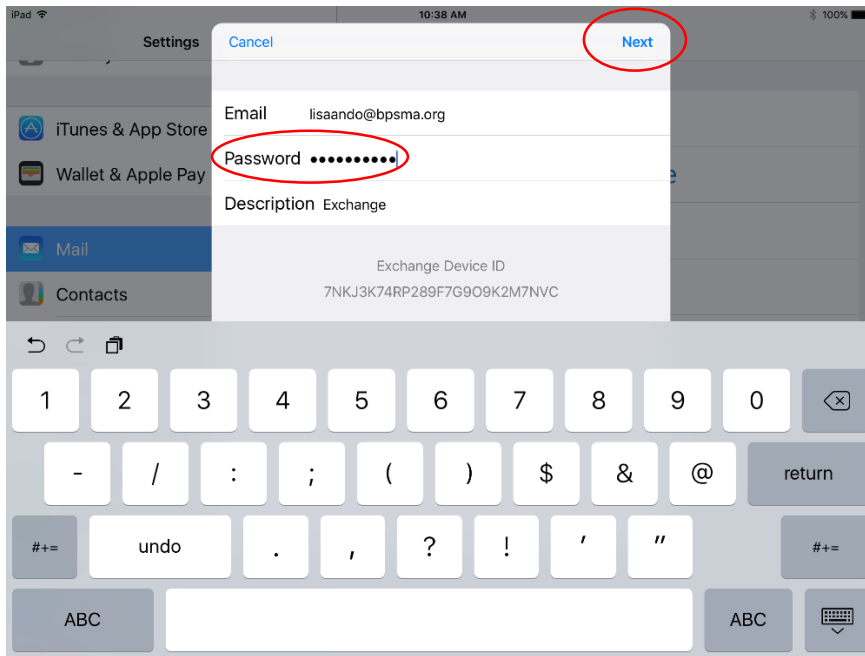 iPad 10:38 AM 100%
Settings Cancel Next
Email lisaando@bpsma.org
iTunes & App Store
Password ••••••••••
Wallet & Apple Pay
Description Exchange
Mail
Exchange Device ID
Contacts 7NKJ3K74RP289F7G9O9K2M7NVC
1 2 3 4 5 6 7 8 9 0
- / : ; ( ) $ & @ return
#+= undo . , ? ! ' " #+=
ABC ABC